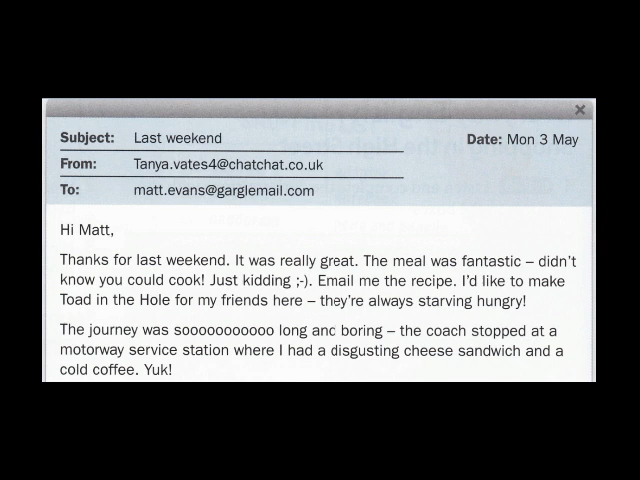 Subject: Last weekend
Date: Mon 3 May
From: Tanya.vates4@chatchat.co.uk
To: matt.evans@garglemail.com
Hi Matt,
Thanks for last weekend. It was really great. The meal was fantastic – didn't
know you could cook! Just kidding ;-). Email me the recipe. I'd like to make
Toad in the Hole for my friends here – they're always starving hungry!
The journey was sooooooooooo long and boring – the coach stopped at a
motorway service station where I had a disgusting cheese sandwich and a
cold coffee. Yuk!